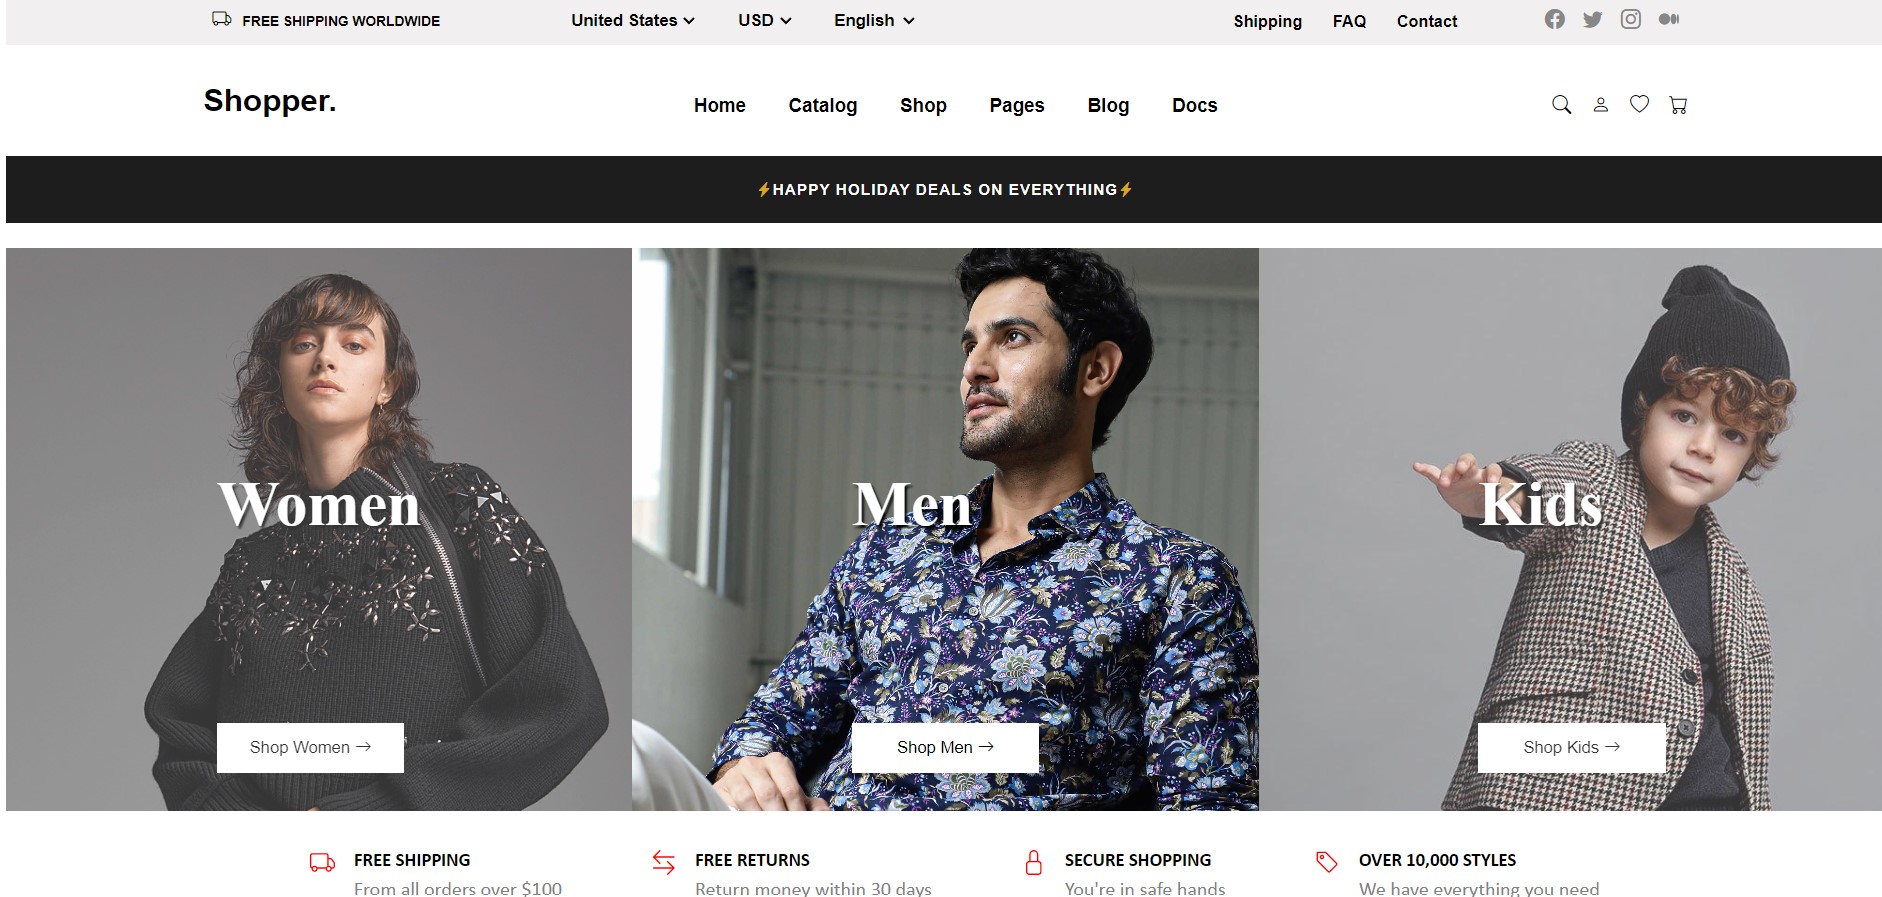 FREE SHIPPING WORLDWIDE United States USD English Shipping FAQ Contact
Shopper. Home Catalog Shop Pages Blog Docs
⚡HAPPY HOLIDAY DEALS ON EVERYTHING⚡
Women Men Kids
Shop Women → Shop Men → Shop Kids →
FREE SHIPPING FREE RETURNS SECURE SHOPPING OVER 10,000 STYLES
From all orders over $100 Return money within 30 days You're in safe hands We have everything you need